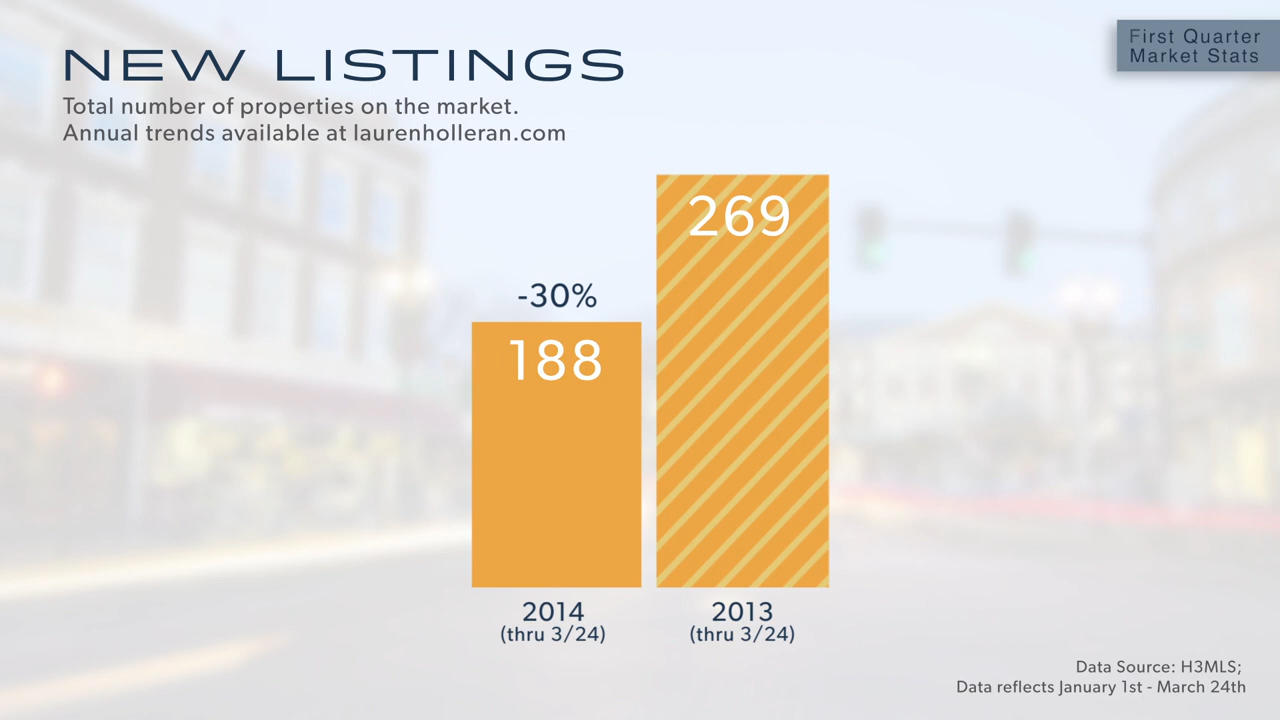 NEW LISTINGS
Total number of properties on the market.
Annual trends available at laurenholleran.com
First Quarter
Market Stats
269
-30%
188
2014
(thru 3/24)
2013
(thru 3/24)
Data Source: H3MLS;
Data reflects January 1st - March 24th